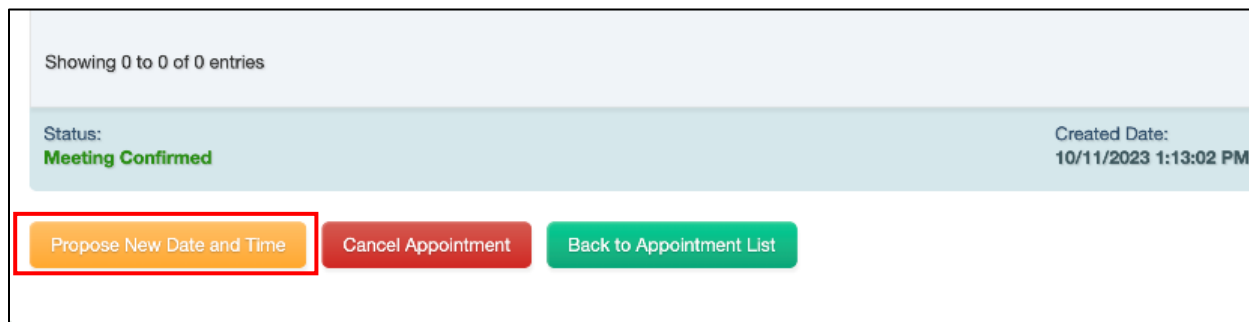 Showing 0 to 0 of 0 entries
Status:
Created Date:
Meeting Confirmed
10/11/2023 1:13:02 PM
Propose New Date and Time
Cancel Appointment
Back to Appointment List